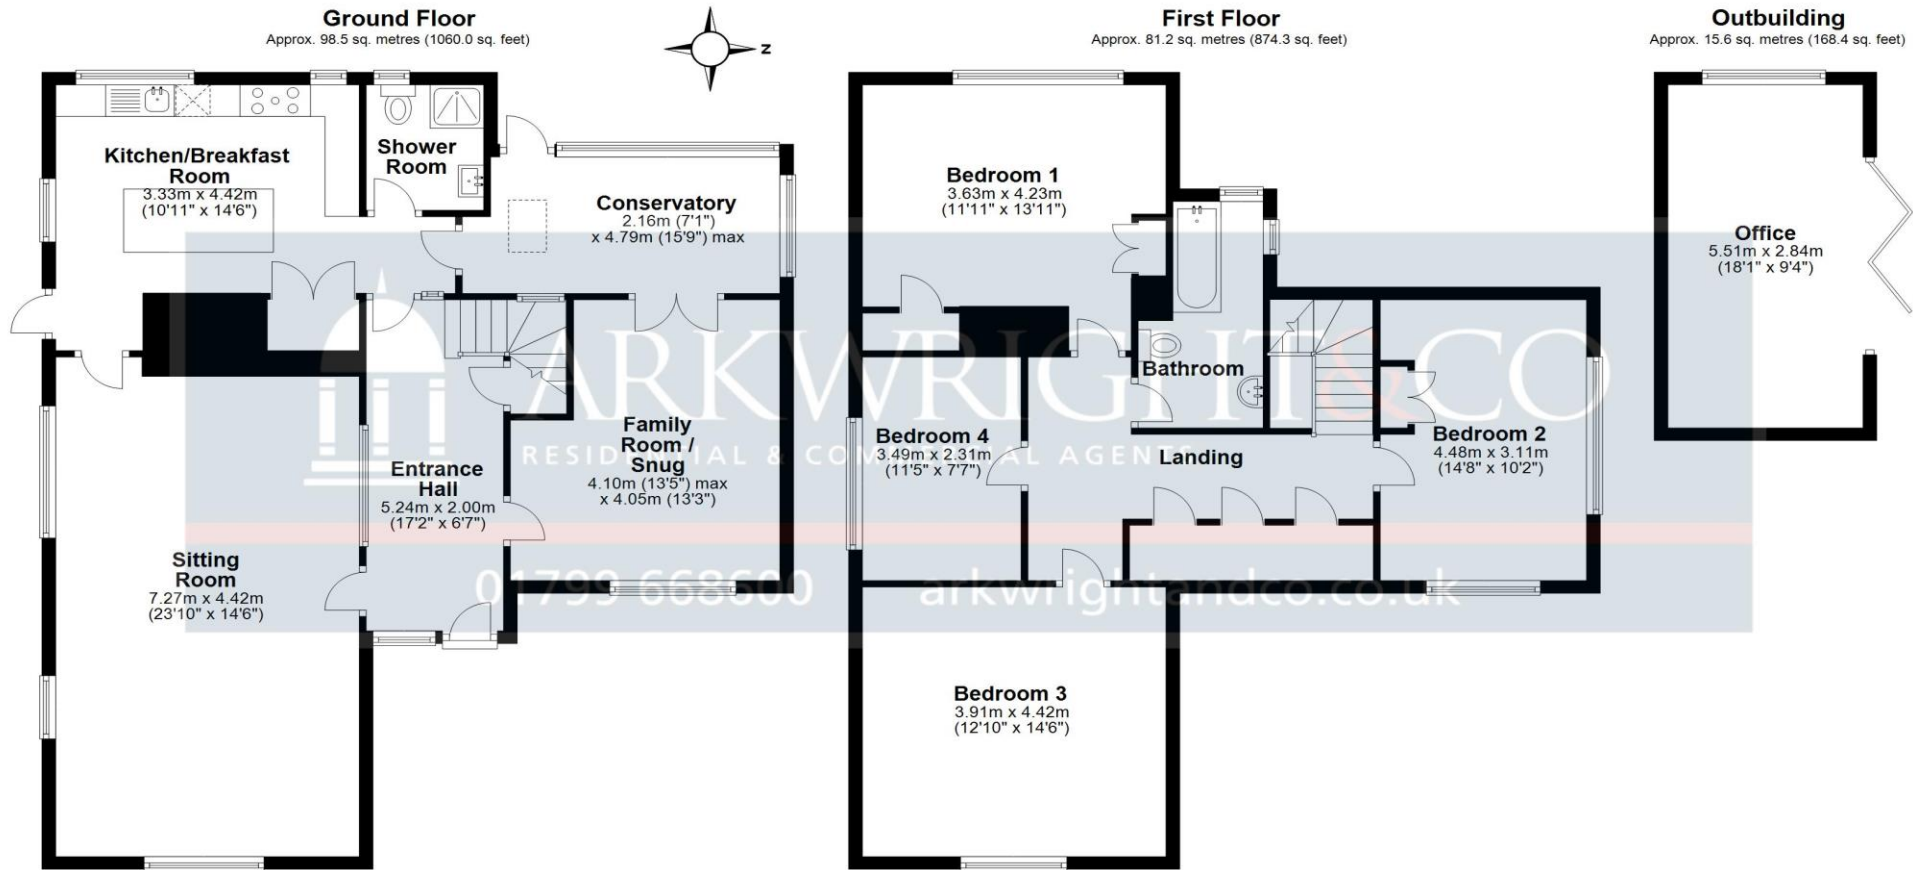 Ground Floor
Approx. 98.5 sq. metres (1060.0 sq. feet)
Z
First Floor
Approx. 81.2 sq. metres (874.3 sq. feet)
Outbuilding
Approx. 15.6 sq. metres (168.4 sq. feet)
Kitchen/Breakfast
Room
3.33m x 4.42m
(10'11" x 14'6")
Shower
Room
Conservatory
2.16m (7'1")
x 4.79m (15'9") max
Bedroom 1
3.63m x 4.23m
(11'11" x 13'11")
Office
5.51m x 2.84m
(18'1" x 9'4")
ARKWRIGHT&CO
RESIDENTIAL & COMMERCIAL AGENTS
Bathroom
Family
Room /
Snug
4.10m (13'5") max
x 4.05m (13'3")
Entrance
Hall
5.24m x 2.00m
(17'2" x 6'7")
Bedroom 4
3.49m x 2.31m
(11'5" x 7'7")
Landing
Bedroom 2
4.48m x 3.11m
(14'8" x 10'2")
Sitting
Room
7.27m x 4.42m
(23'10" x 14'6")
01799 668600 arkwrightandco.co.uk
Bedroom 3
3.91m x 4.42m
(12'10" x 14'6")